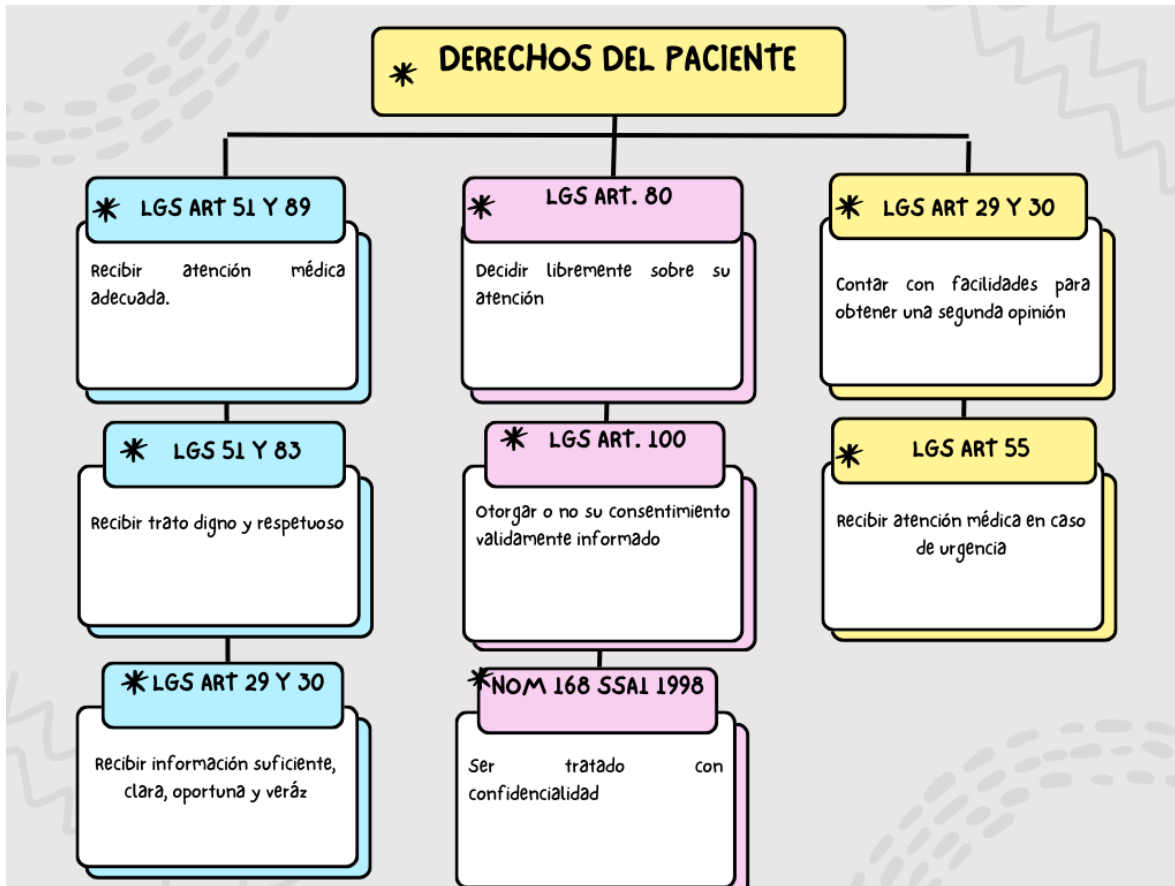 DERECHOS DEL PACIENTE
LGS ART 51 Y 89
Recibir atención médica
adecuada.
LGS 51 Y 83
Recibir trato digno y respetuoso
LGS ART 29 Y 30
Recibir información suficiente,
clara, oportuna y veráz
LGS ART. 80
Decidir libremente sobre su
atención
LGS ART. 100
Otorgar o no su consentimiento
validamente informado
NOM 168 SSA1 1998
Ser tratado con
confidencialidad
LGS ART 29 Y 30
Contar con facilidades para
obtener una segunda opinión
LGS ART 55
Recibir atención médica en caso
de urgencia